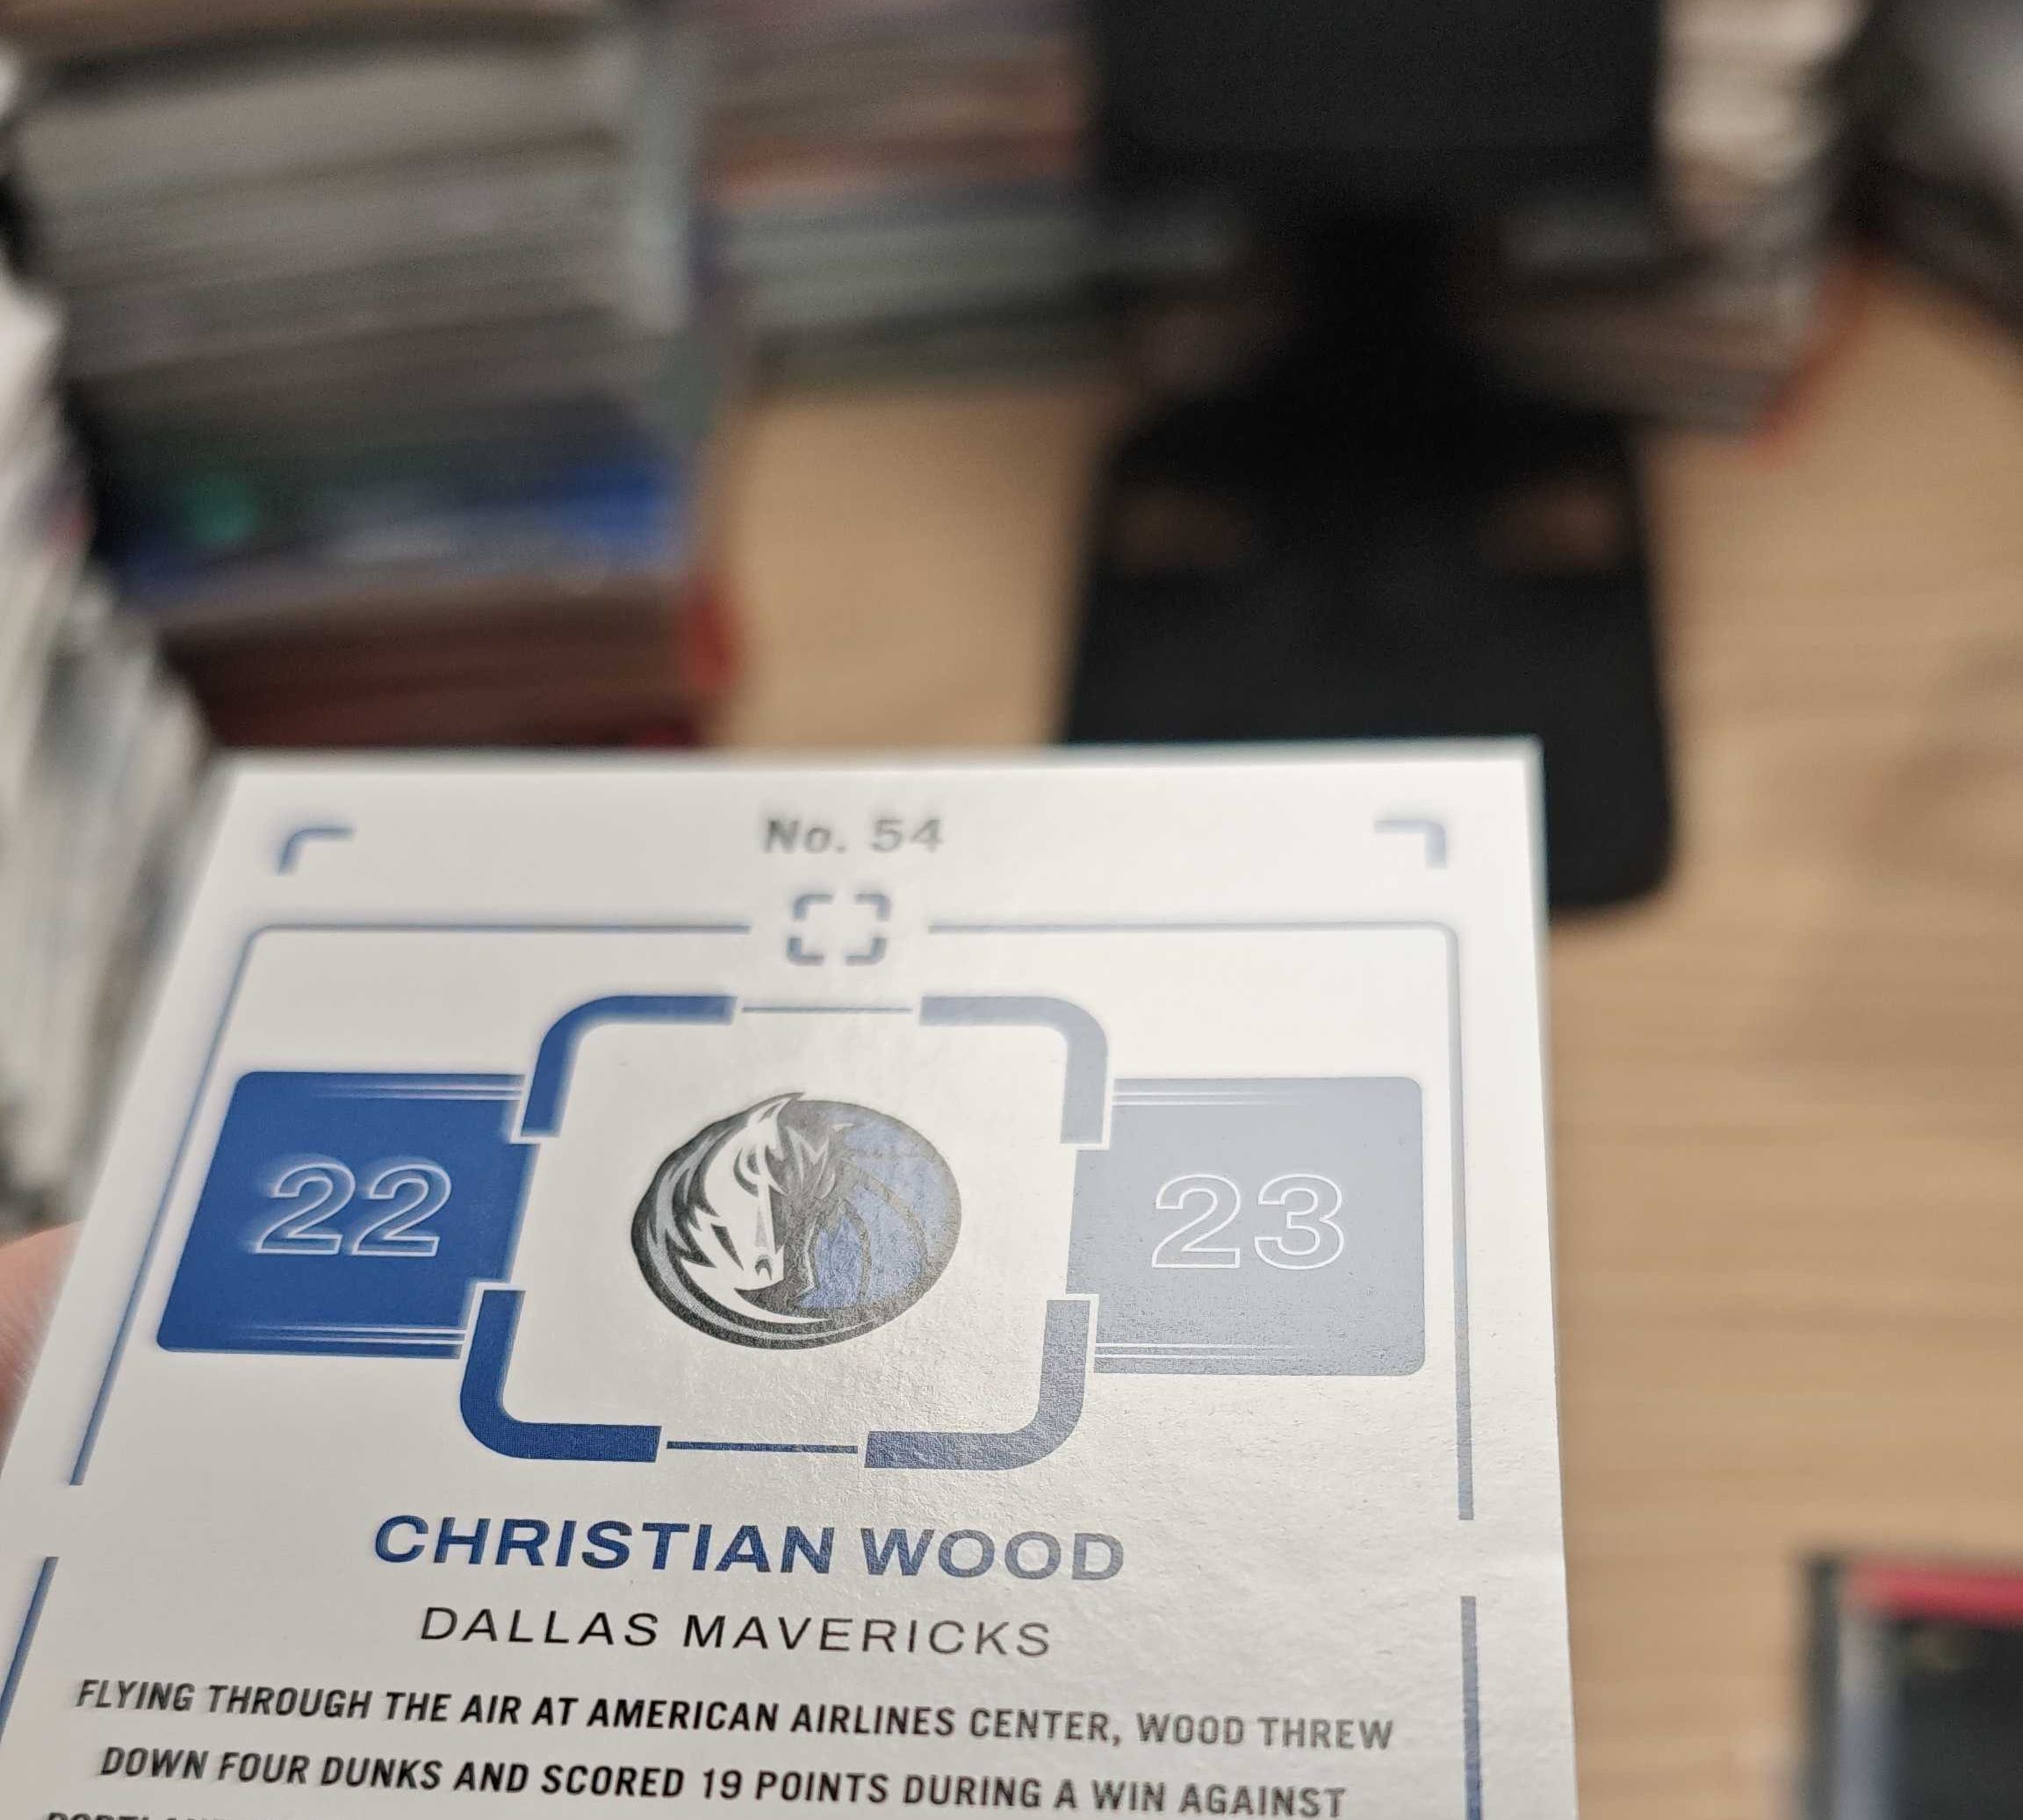 No. 54
22 23
CHRISTIAN WOOD
DALLAS MAVERICKS
FLYING THROUGH THE AIR AT AMERICAN AIRLINES CENTER, WOOD THREW
DOWN FOUR DUNKS AND SCORED 19 POINTS DURING A WIN AGAINST